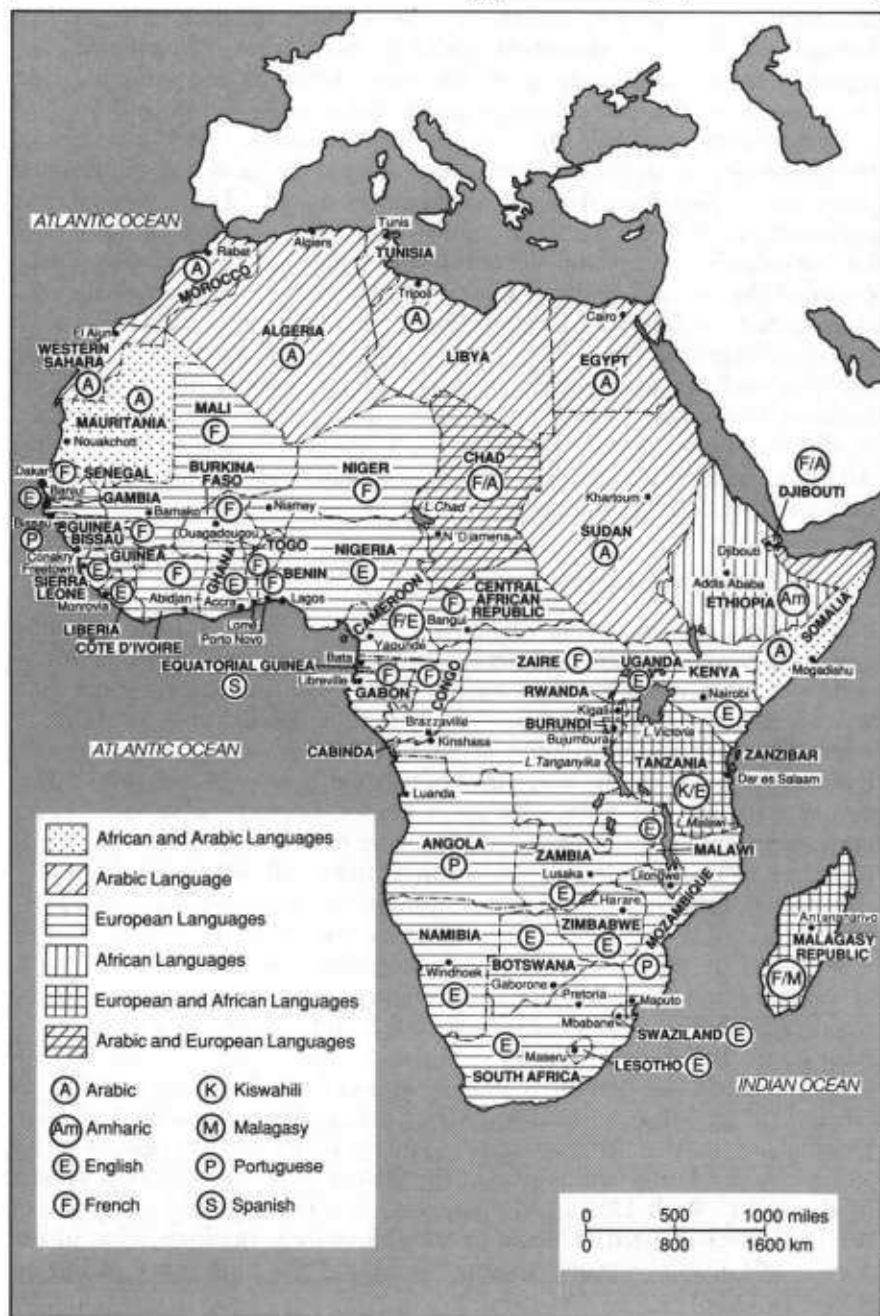 ATLANTIC OCEAN
Tunis
Algiers
TUNISIA
Rabat
A
MOROCCO
Tripoli
A
Cairo
El Ajun
ALGERIA
A
LIBYA
EGYPT
A
WESTERN
SAHARA
A
A
MAURITANIA
Nouakchott
MALI
F
CHAD
F/A
F/A
DJIBOUTI
Dakar
F
SENEGAL
BURKINA
FASO
NIGER
F
Khartoum
E
Banjul
GAMBIA
Bamako
F
Niamey
L.Chad
N'Djamena
SUDAN
A
Djibouti
Bissau
P
GUINEA
BISSAU
F
Ouagadougou
TOGO
NIGERIA
E
Addis Ababa
ETHIOPIA
Am
Conakry
GUINEA
Freetown
E
SIERRA
LEONE
E
F
GHANA
E
F
F
BENIN
CAMEROON
F/E
F
CENTRAL
AFRICAN
REPUBLIC
SOMALIA
A
Monrovia
Abidjan
Accra
Lagos
Bangui
LIBERIA
Lomé
Porto Novo
Yaoundé
CÔTE D'IVOIRE
Mogadishu
EQUATORIAL GUINEA
S
Bata
Libreville
F
GABON
F
CONGO
ZAIRE
F
UGANDA
E
KENYA
Nairobi
E
RWANDA
Kigali
BURUNDI
Bujumbura
L.Victoria
Brazzaville
Kinshasa
ATLANTIC OCEAN
CABINDA
L.Tanganyika
TANZANIA
K/E
ZANZIBAR
Dar es Salaam
Luanda
L.Malawi
ANGOLA
P
ZAMBIA
Lusaka
E
E
MALAWI
Lilongwe
Harare
MOZAMBIQUE
P
Antananarivo
MALAGASY
REPUBLIC
F/M
NAMIBIA
Windhoek
E
E
BOTSWANA
Gaborone
ZIMBABWE
E
Pretoria
Maputo
Mbabane
SWAZILAND
E
E
Maseru
LESOTHO
E
SOUTH AFRICA
INDIAN OCEAN
African and Arabic Languages
Arabic Language
European Languages
African Languages
European and African Languages
Arabic and European Languages
A Arabic
Am Amharic
E English
F French
K Kiswahili
M Malagasy
P Portuguese
S Spanish
0 500 1000 miles
0 800 1600 km